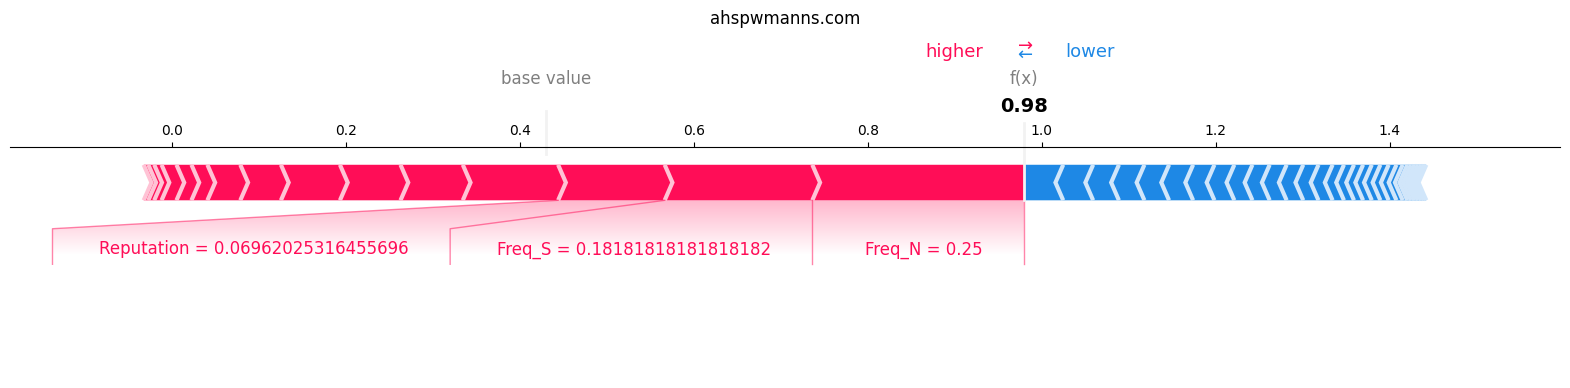 ahspwmanns.com
higher ⇄ lower
base value f(x)
0.98
0.0 0.2 0.4 0.6 0.8 1.0 1.2 1.4
Reputation = 0.06962025316455696 Freq_S = 0.18181818181818182 Freq_N = 0.25